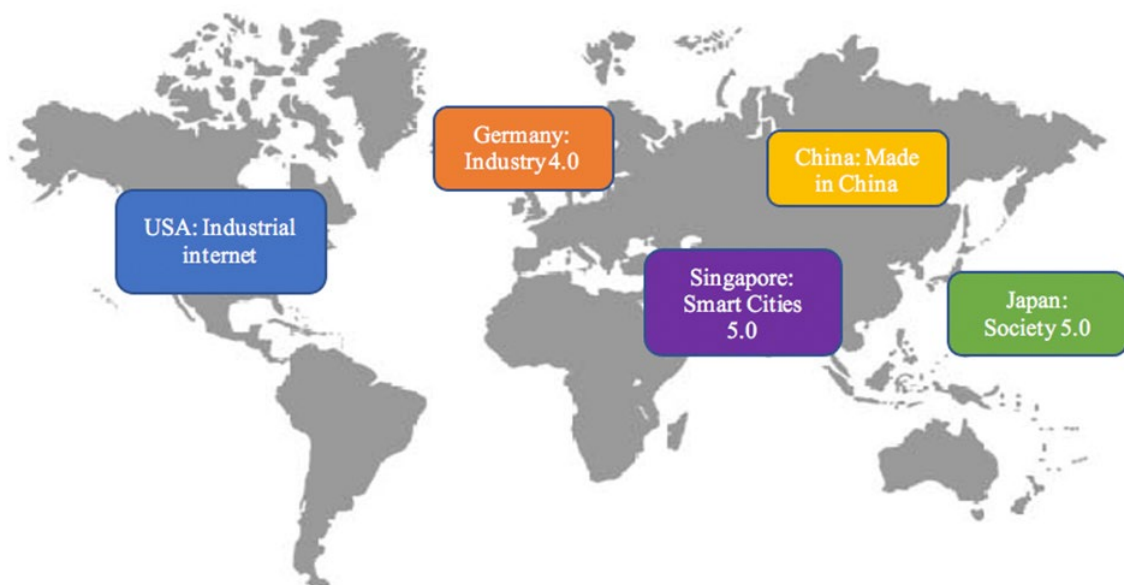 Germany:
Industry 4.0
China: Made
in China
USA: Industrial
internet
Singapore:
Smart Cities
5.0
Japan:
Society 5.0